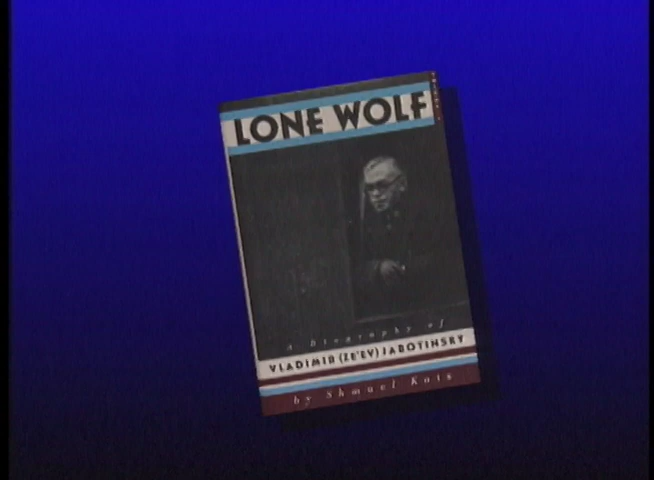 LONE WOLF
a biography of
VLADIMIR (ZE'EV) JABOTINSKY
by Shmuel Katz